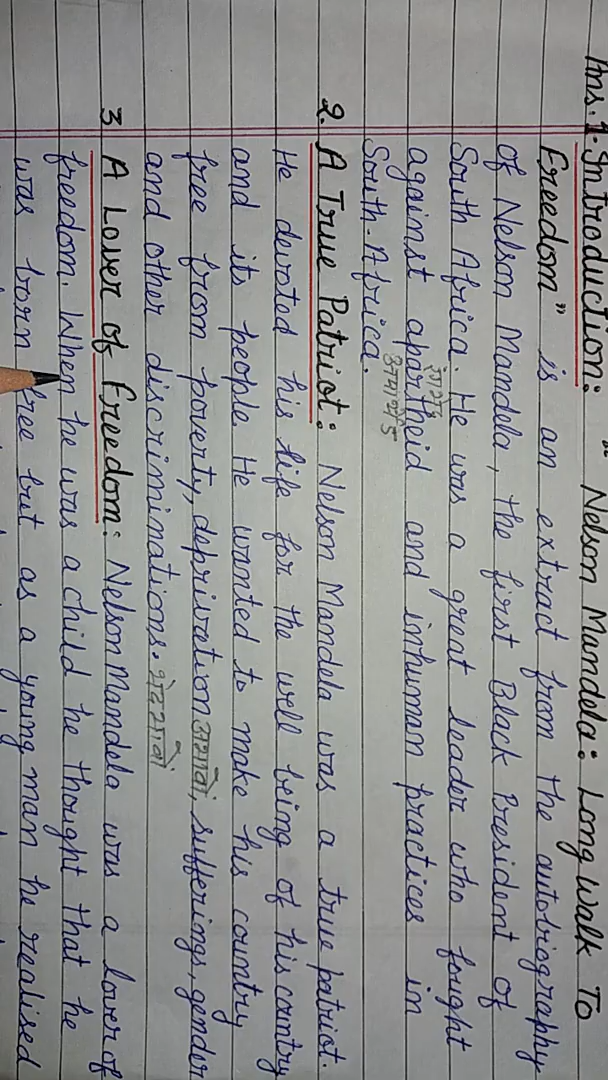 Ans. 1. Introduction: " Nelson Mandela: Long Walk To
Freedom" is an extract from the autobiography
of Nelson Mandela, the first Black President of
South Africa. He was a great leader who fought
against apartheid and inhuman practices in
South-Africa.
2. A True Patriot: Nelson Mandela was a true patriot.
He devoted his life for the well being of his country
and its people. He wanted to make his country
free from poverty, deprivation, sufferings, gender
and other discriminations.
3 A Lover of Freedom: Nelson Mandela was a lover of
freedom. When he was a child he thought that he
was born free but as a young man he realised